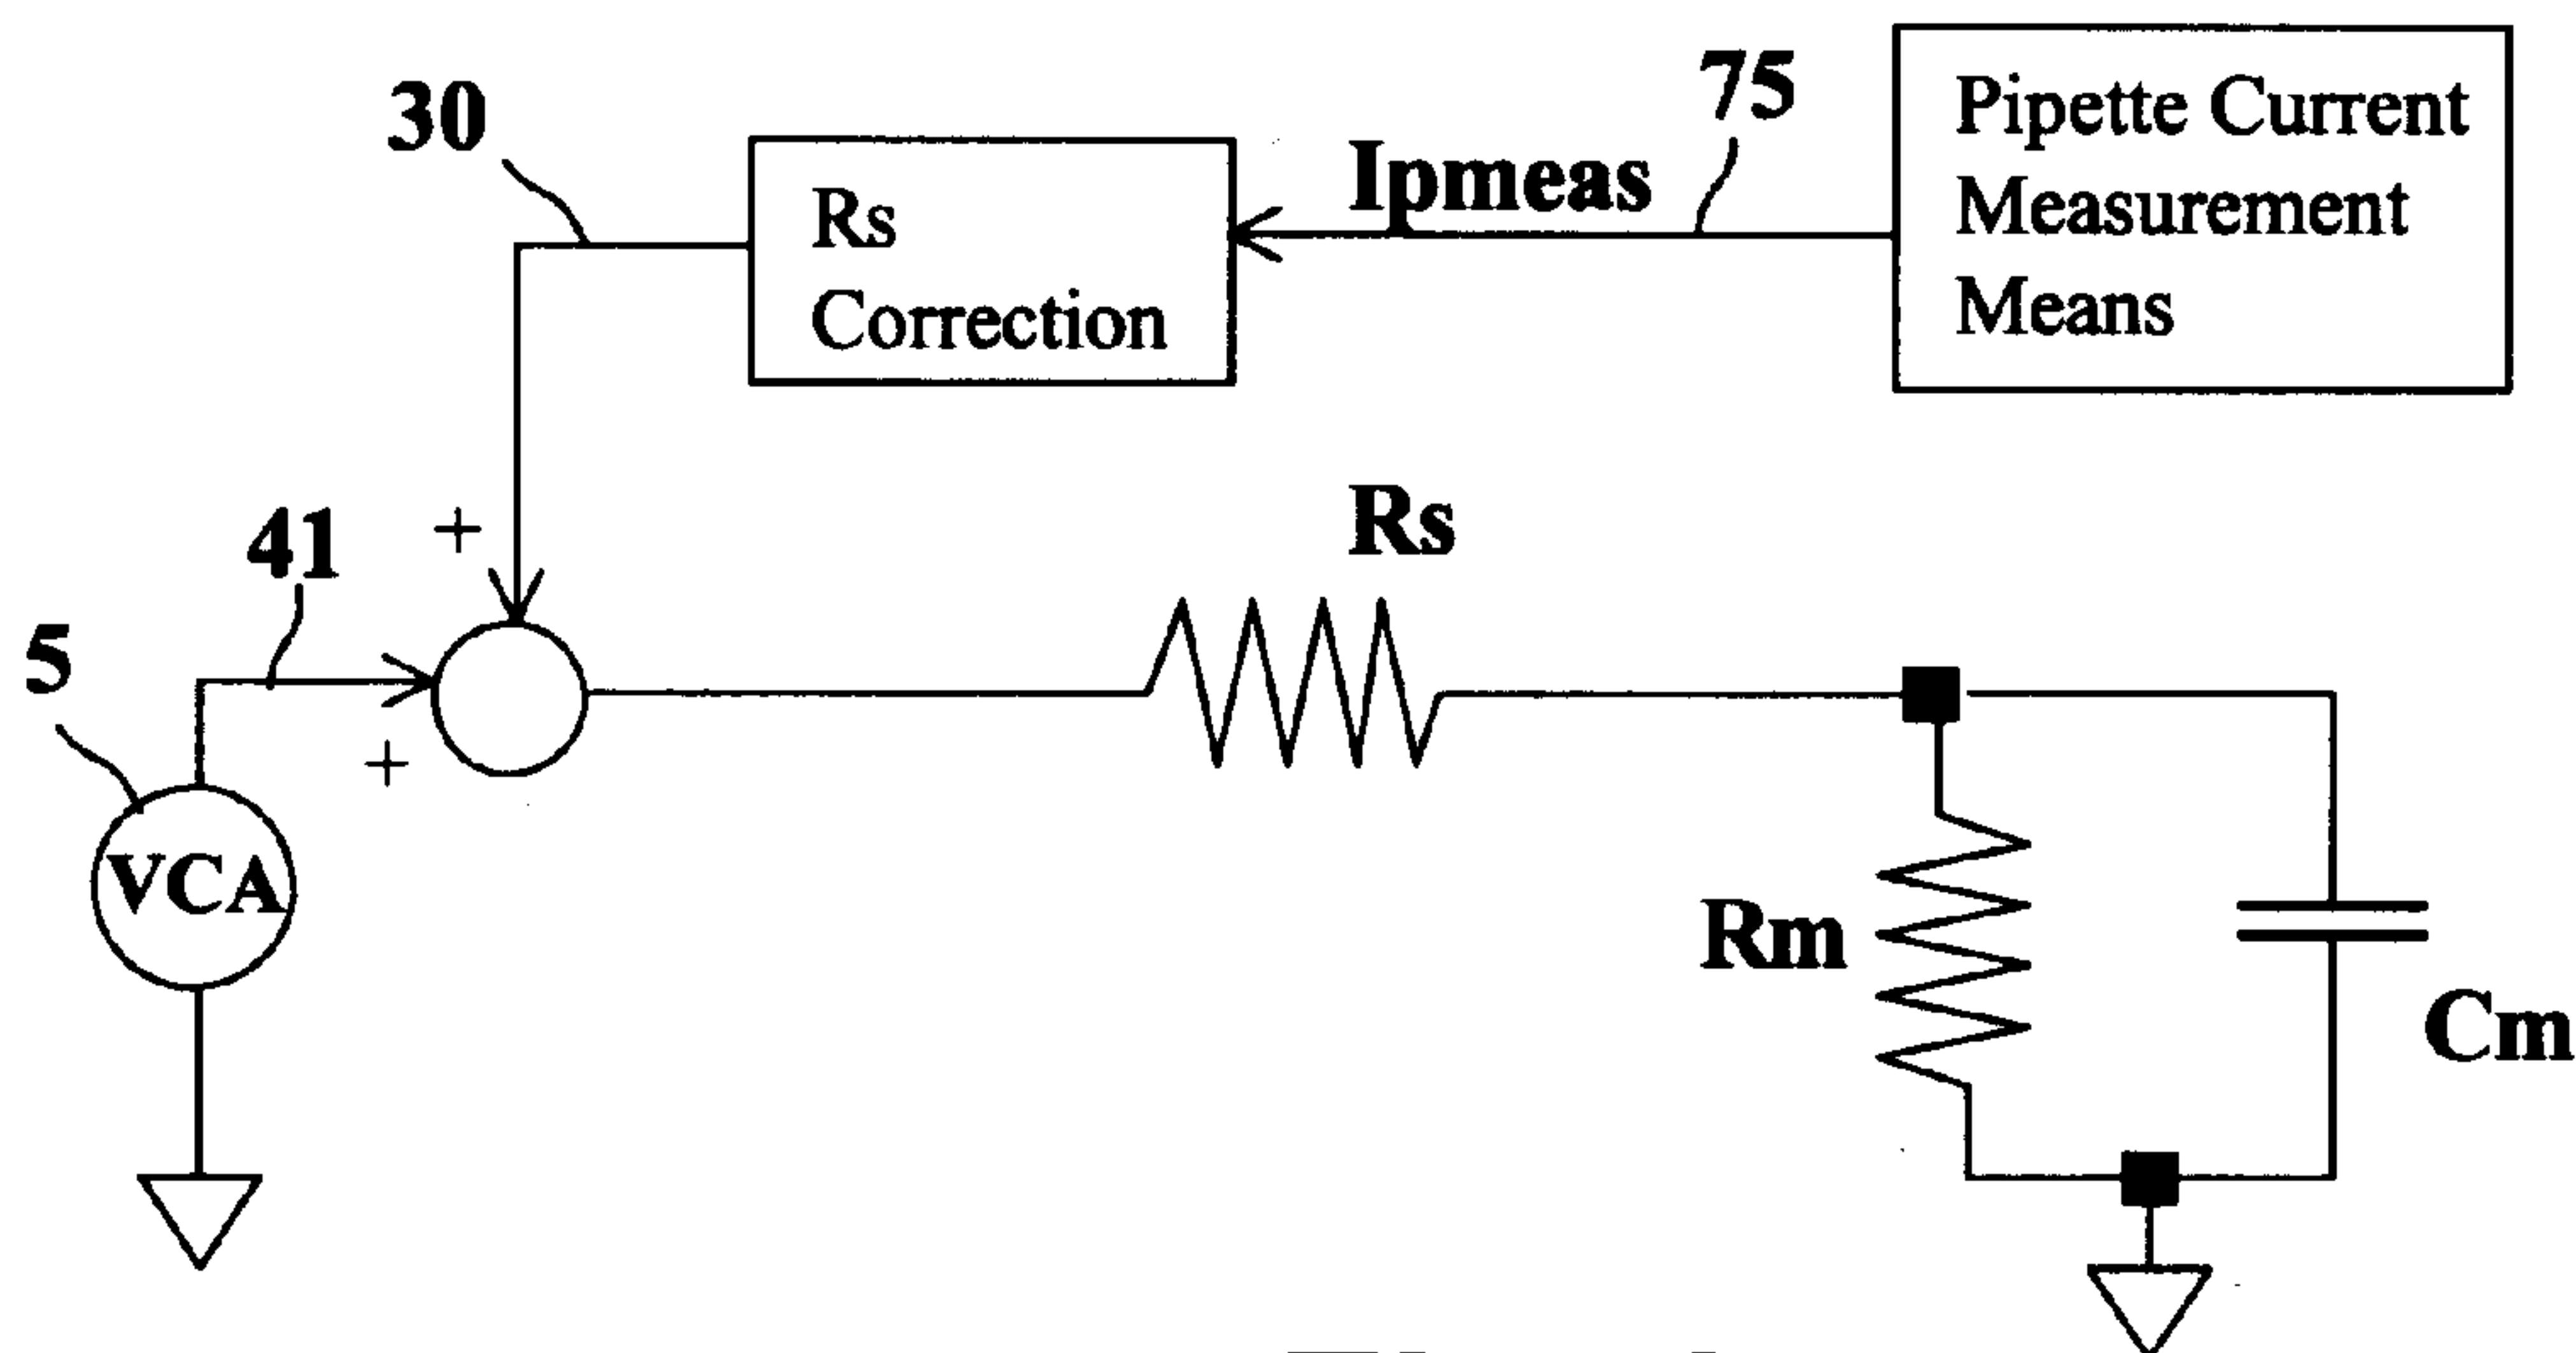 30
75
Pipette Current
Measurement
Means
Rs
Correction
Ipmeas
41
+
Rs
5
+
VCA
Rm
Cm